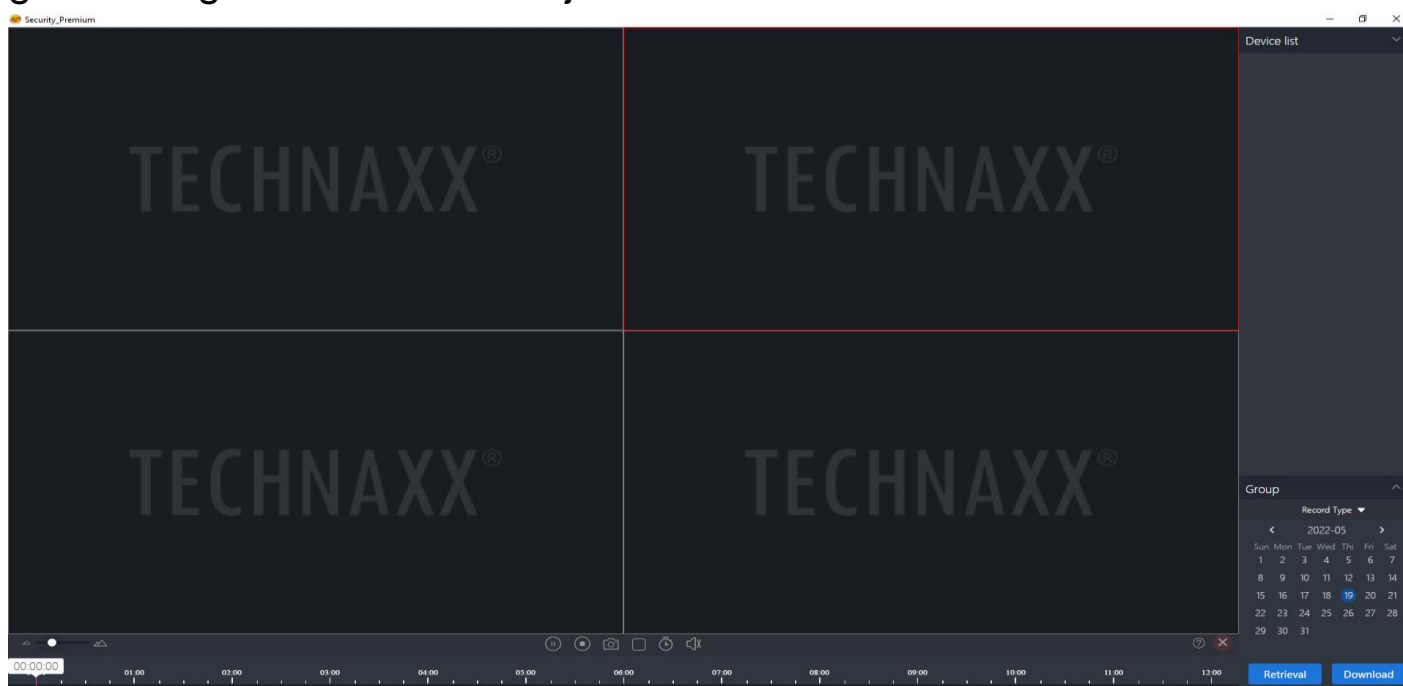 Security_Premium
Device list
TECHNAXX®
TECHNAXX®
TECHNAXX®
TECHNAXX®
Group
Record Type
2022-05
Sun Mon Tue Wed Thi Fri Sat
1 2 3 4 5 6 7
8 9 10 11 12 13 14
15 16 17 18 19 20 21
22 23 24 25 26 27 28
29 30 31
00:00:00 01:00 02:00 03:00 04:00 05:00 06:00 07:00 08:00 09:00 10:00 11:00 12:00
Retrieval Download